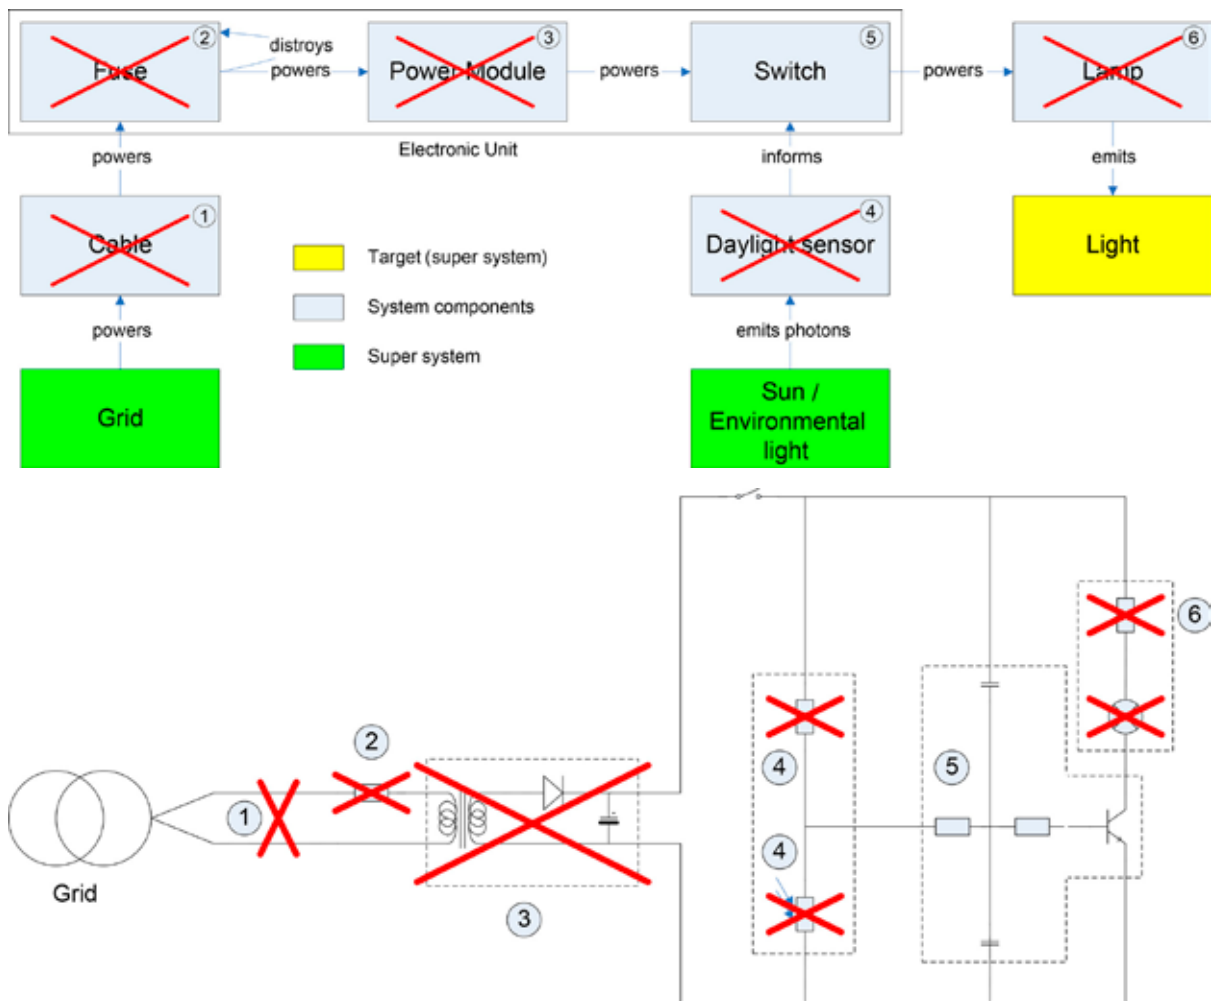 2
distroys
3
5
6
Fuse
powers
Power Module
powers
Switch
powers
Lamp
Electronic Unit
powers
informs
emits
1
4
Cable
Target (super system)
Daylight sensor
Light
System components
powers
emits photons
Super system
Grid
Sun /
Environmental
light
6
2
4
5
1
4
Grid
3